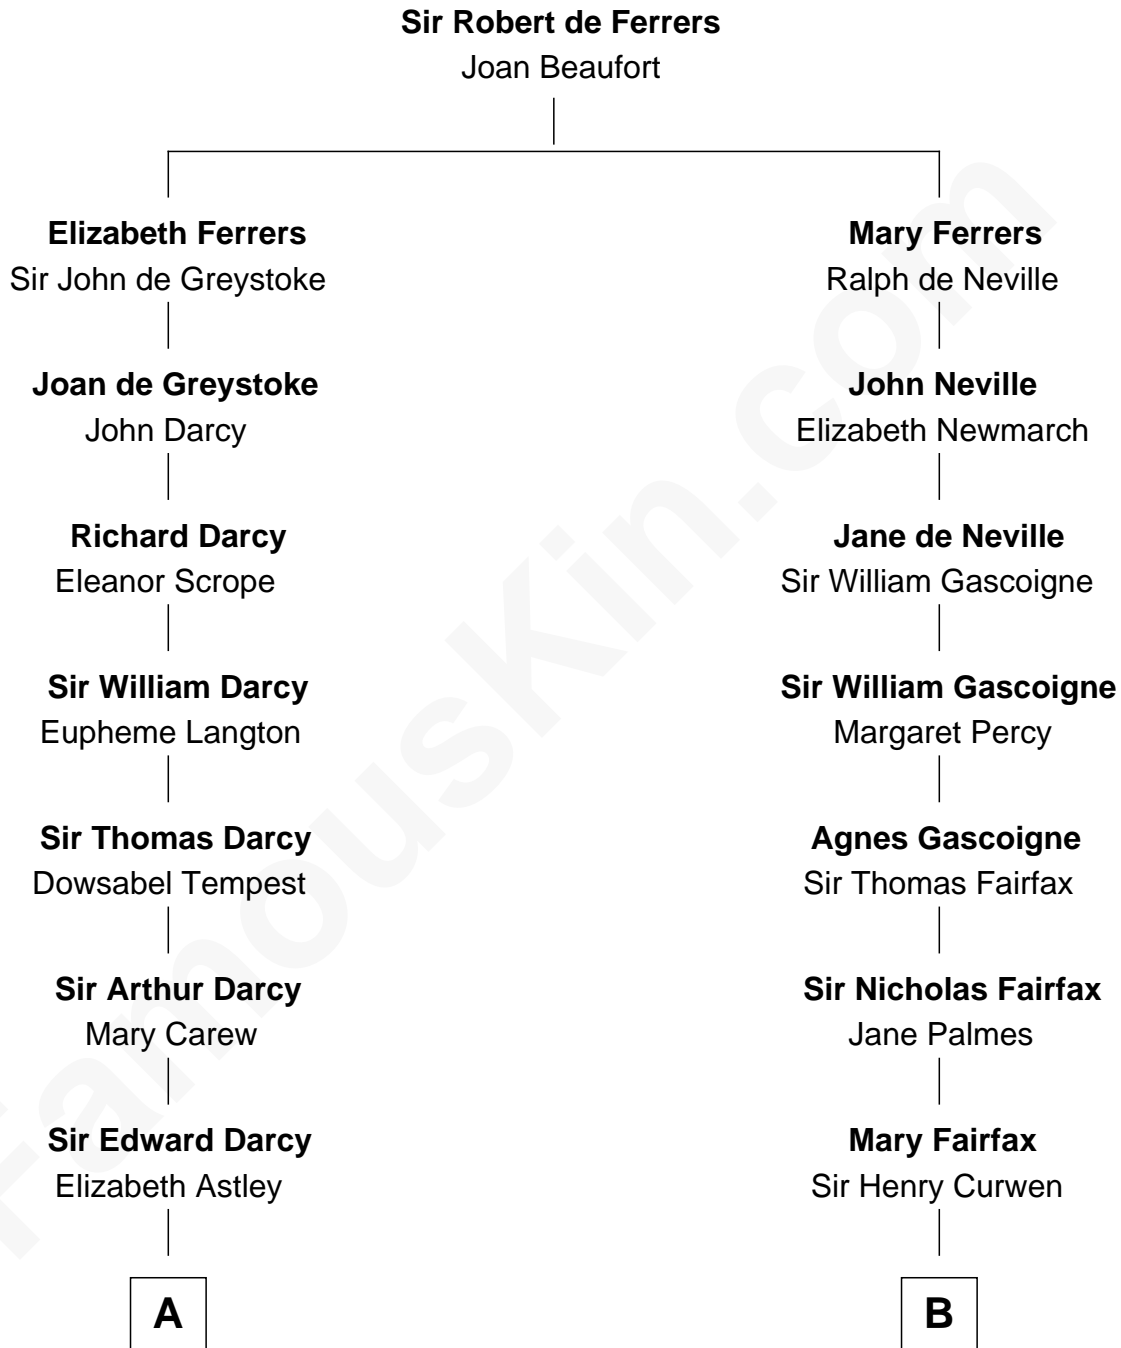 Sir Robert de Ferrers
Joan Beaufort
Elizabeth Ferrers
Sir John de Greystoke
Mary Ferrers
Ralph de Neville
Joan de Greystoke
John Darcy
John Neville
Elizabeth Newmarch
Richard Darcy
Eleanor Scrope
Jane de Neville
Sir William Gascoigne
Sir William Darcy
Eupheme Langton
Sir William Gascoigne
Margaret Percy
Sir Thomas Darcy
Dowsabel Tempest
Agnes Gascoigne
Sir Thomas Fairfax
Sir Arthur Darcy
Mary Carew
Sir Nicholas Fairfax
Jane Palmes
Sir Edward Darcy
Elizabeth Astley
Mary Fairfax
Sir Henry Curwen
A
B
FamousKin.com